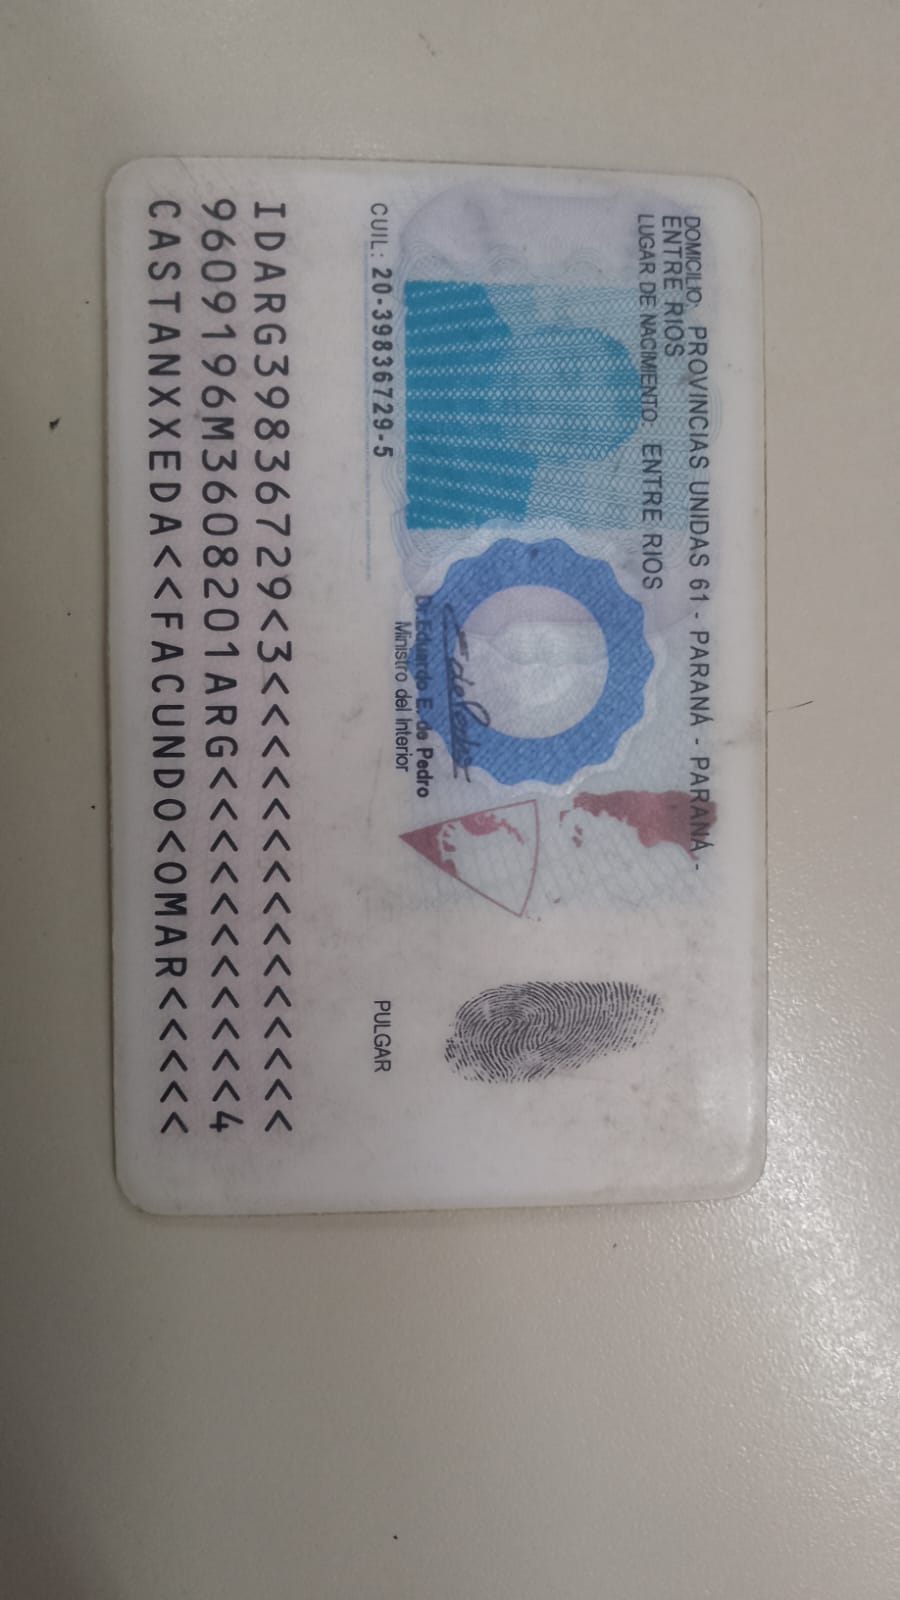 DOMICILIO: PROVINCIAS UNIDAS 61 - PARANÁ - PARANÁ -
ENTRE RIOS
LUGAR DE NACIMIENTO: ENTRE RIOS
Dr. Eduardo E. de Pedro
Ministro del Interior
CUIL: 20-39836729-5
PULGAR
IDARG39836729<3<<<<<<<<<<<<<<<
9609196M3608201ARG<<<<<<<<<<<4
CASTANXXEDA<<FACUNDO<OMAR<<<<<